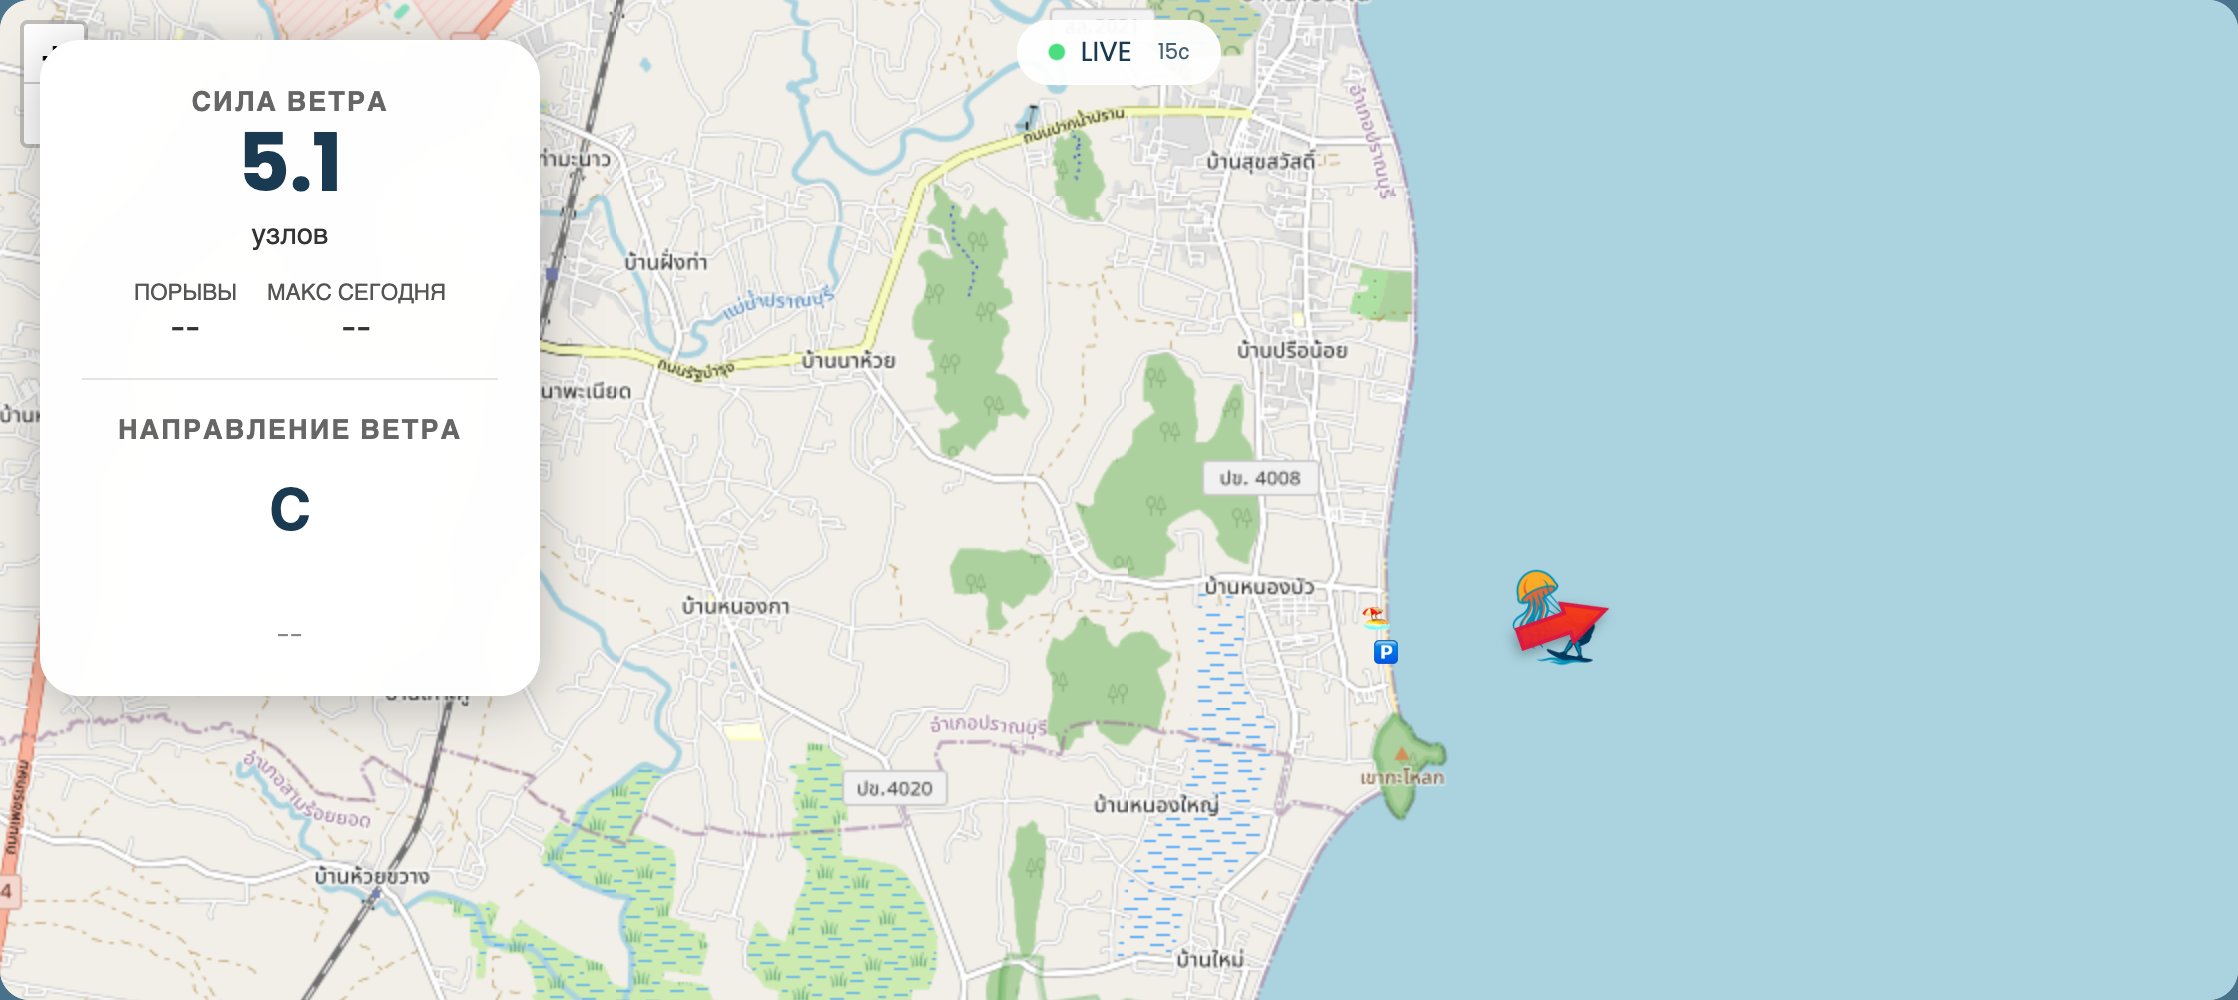 LIVE 15с
СИЛА ВЕТРА
5.1
узлов
ПОРЫВЫ МАКС СЕГОДНЯ
-- --
НАПРАВЛЕНИЕ ВЕТРА
С
--
อำเภอปราณบุรี
ถนนปากน้ำปราณ
บ้านสุขสวัสดิ์
บ้านฝั่งท่า
แม่น้ำปราณบุรี
บ้านปรือน้อย
บ้านนาห้วย
ถนนรัฐบำรุง
นาพะเนียด
ปข. 4008
บ้านหนองบัว
บ้านหนองกา
P
อำเภอปราณบุรี
อำเภอสามร้อยยอด
เขากะโหลก
ปข.4020
บ้านหนองใหญ่
ถนนเพชรเกษม
บ้านห้วยขวาง
4
บ้านใหม่